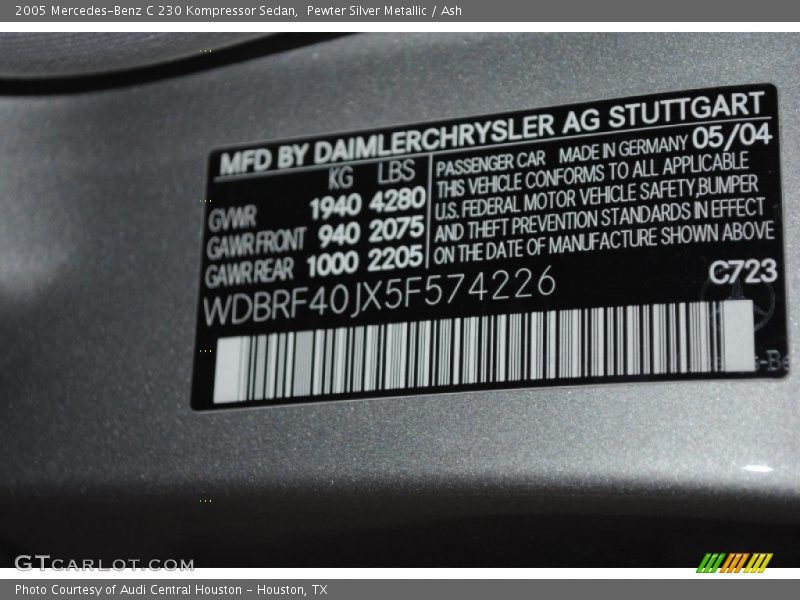 2005 Mercedes-Benz C 230 Kompressor Sedan, Pewter Silver Metallic / Ash
MFD BY DAIMLERCHRYSLER AG STUTTGART
KG LBS
GVWR 1940 4280
GAWR FRONT 940 2075
GAWR REAR 1000 2205
PASSENGER CAR MADE IN GERMANY 05/04
THIS VEHICLE CONFORMS TO ALL APPLICABLE
U.S. FEDERAL MOTOR VEHICLE SAFETY,BUMPER
AND THEFT PREVENTION STANDARDS IN EFFECT
ON THE DATE OF MANUFACTURE SHOWN ABOVE
WDBRF40JX5F574226
C723
GTCARLOT.COM
Photo Courtesy of Audi Central Houston - Houston, TX